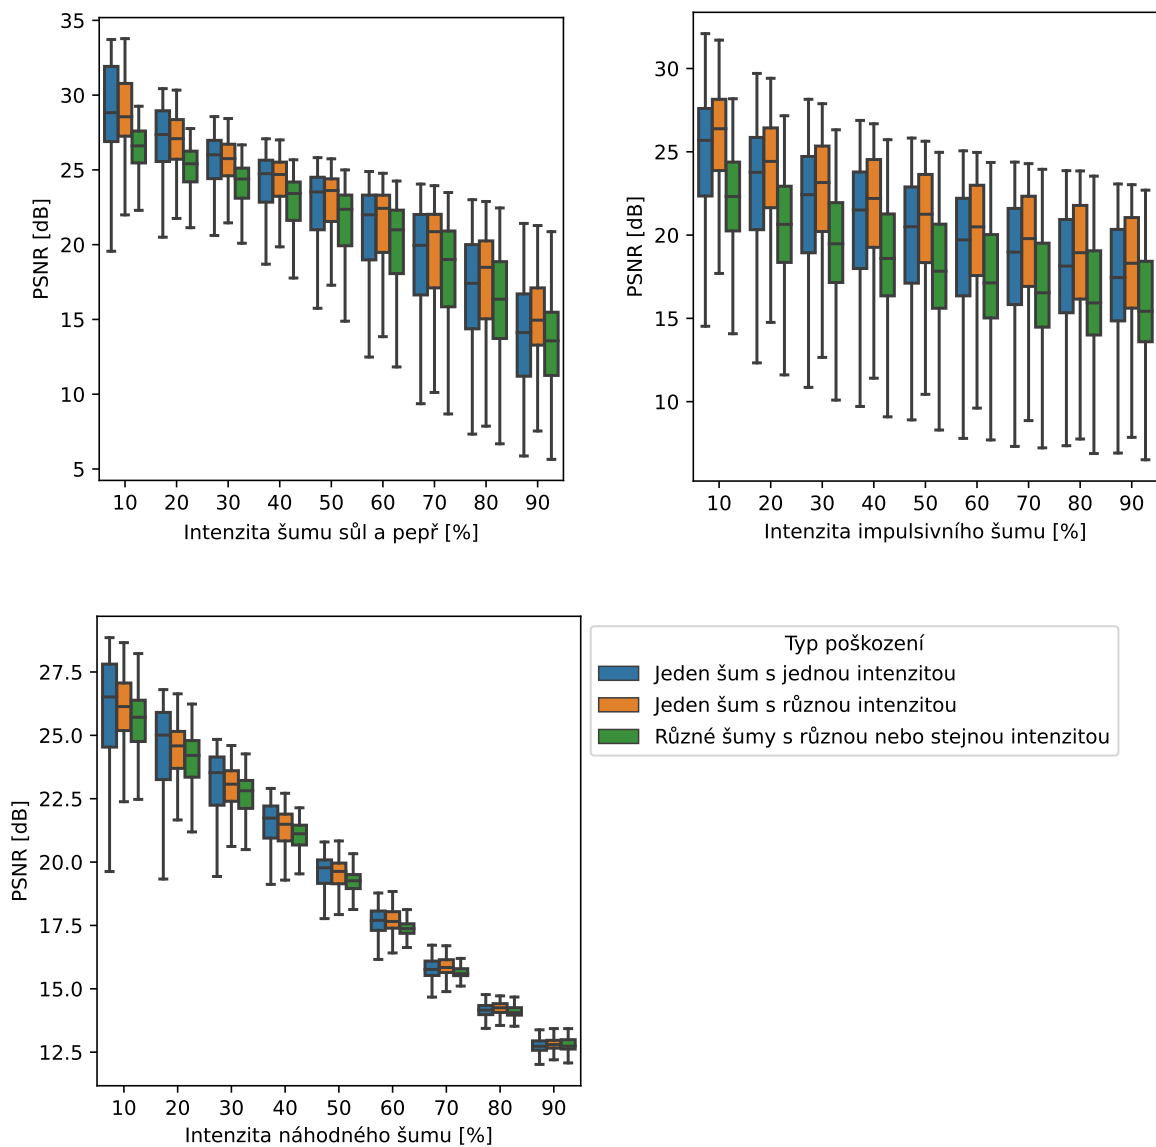 35
30
25
20
15
10
5
PSNR [dB]
10 20 30 40 50 60 70 80 90
Intenzita šumu sůl a pepř [%]
30
25
20
15
10
PSNR [dB]
10 20 30 40 50 60 70 80 90
Intenzita impulsivního šumu [%]
27.5
25.0
22.5
20.0
17.5
15.0
12.5
PSNR [dB]
10 20 30 40 50 60 70 80 90
Intenzita náhodného šumu [%]
Typ poškození
Jeden šum s jednou intenzitou
Jeden šum s různou intenzitou
Různé šumy s různou nebo stejnou intenzitou